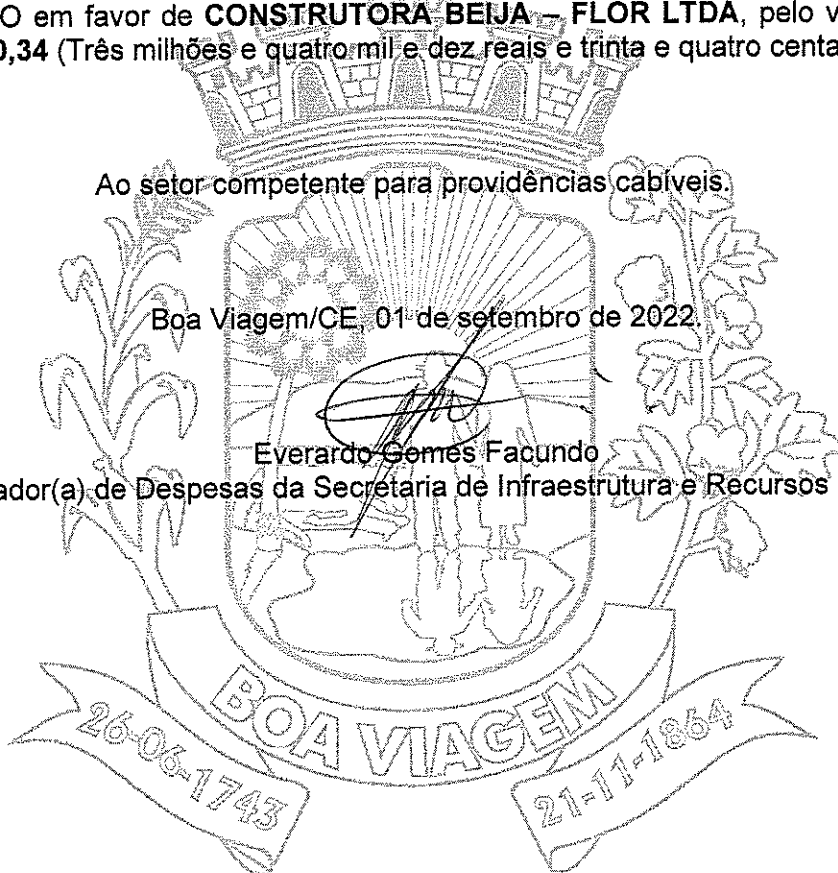 O em favor de CONSTRUTORA BEIJA – FLOR LTDA, pelo v
0,34 (Três milhões e quatro mil e dez reais e trinta e quatro centa
Ao setor competente para providências cabíveis.
Boa Viagem/CE, 01 de setembro de 2022.
Everardo Gomes Facundo
ador(a) de Despesas da Secretaria de Infraestrutura e Recursos
BOA VIAGEM
26-06-1743
21-11-1864